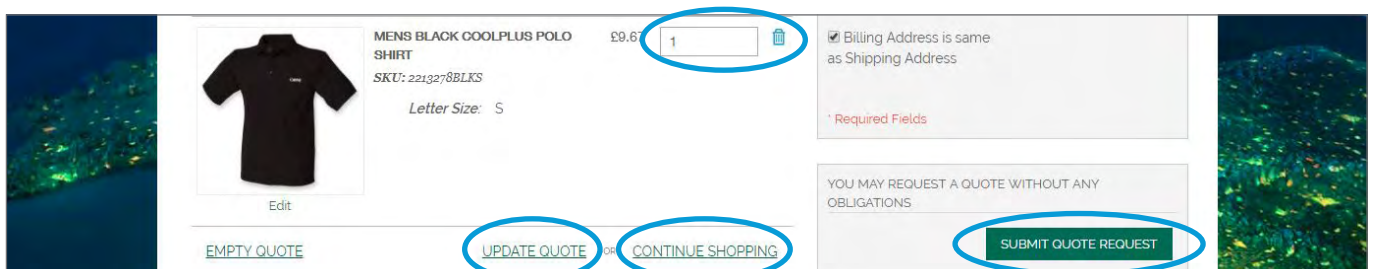 MENS BLACK COOLPLUS POLO SHIRT
SKU: 2213278BLKS
Letter Size: S
£9.67
1
Edit
EMPTY QUOTE
UPDATE QUOTE
OR
CONTINUE SHOPPING
Billing Address is same
as Shipping Address
* Required Fields
YOU MAY REQUEST A QUOTE WITHOUT ANY
OBLIGATIONS
SUBMIT QUOTE REQUEST